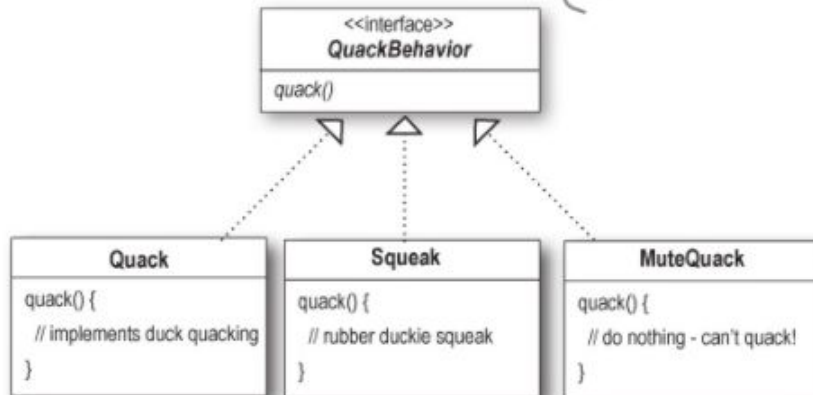 <<interface>>
QuackBehavior
quack()
Quack
quack() {
// implements duck quacking
}
Squeak
quack() {
// rubber duckie squeak
}
MuteQuack
quack() {
// do nothing - can't quack!
}